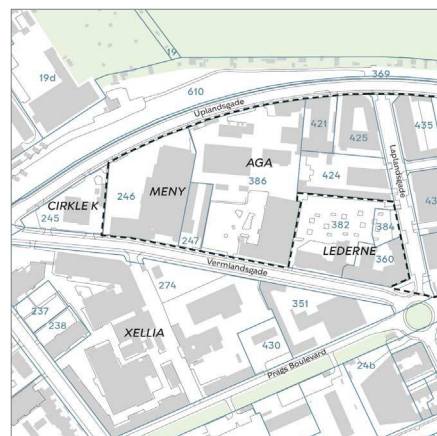 19
19d
369
610
Uplandsgade
421
425
435
Laplandsgade
AGA
386
424
MENY
246
CIRKLE K
245
247
382
384
LEDERNE
360
Vermlandsgade
274
351
237
238
XELLIA
430
Prags Boulevard
24b